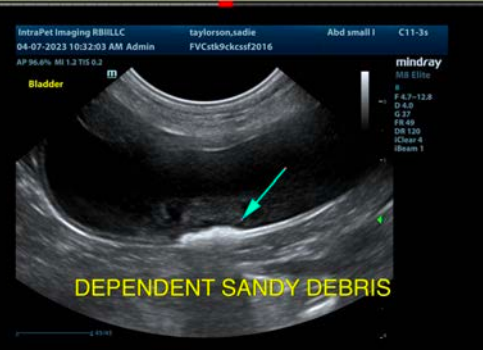 IntraPet Imaging RBIILLC taylorson,sadie Abd small I C11-3s
04-07-2023 10:32:03 AM Admin FVCstk9ckcssf2016
AP 96.6% MI 1.2 TIS 0.2
mindray
M8 Elite
Bladder
B
F 4.7~12.8
D 4.0
G 37
FR 49
DR 120
iClear 4
iBeam 1
DEPENDENT SANDY DEBRIS